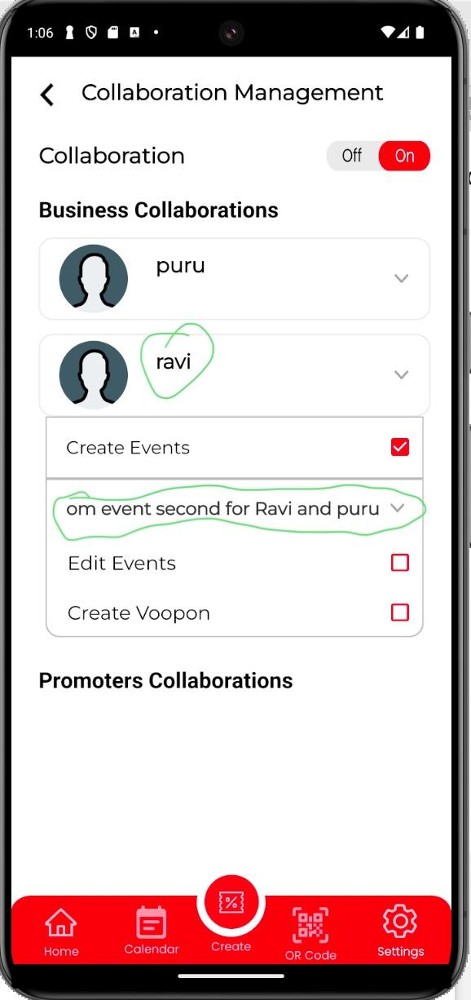 1:06
Collaboration Management
Collaboration
Off On
Business Collaborations
puru
ravi
Create Events
om event second for Ravi and puru
Edit Events
Create Voopon
Promoters Collaborations
Home Calendar Create QR Code Settings